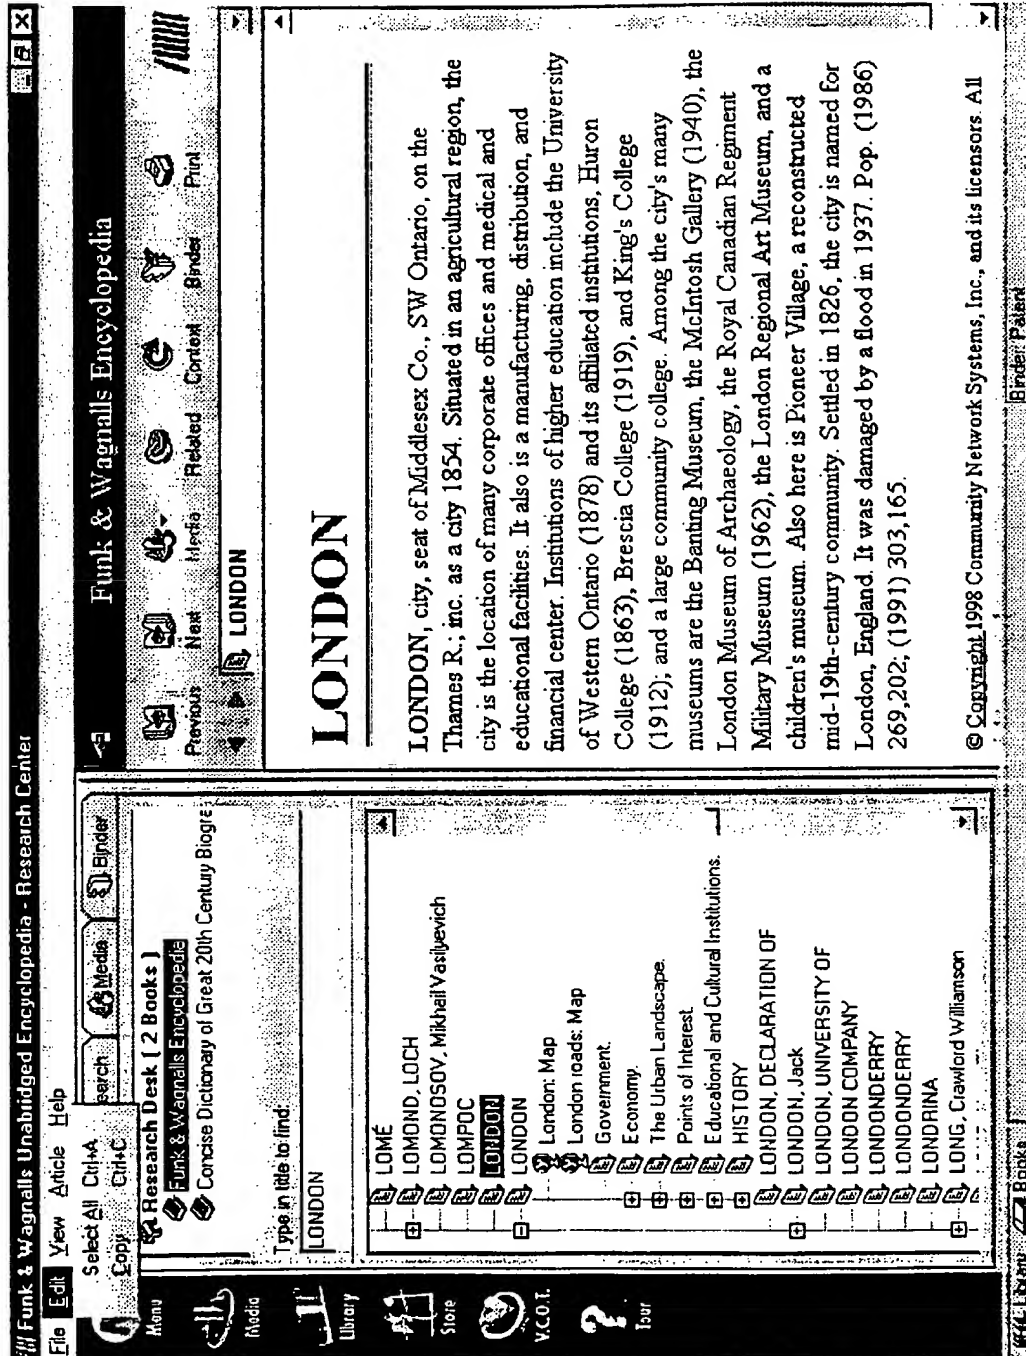 Funk & Wagnalls Unabridged Encyclopedia - Research Center
File Edit View Article Help
Select All Ctrl+A
Copy Ctrl+C
earch Media Binder
Research Desk ( 2 Books )
Funk & Wagnalls Encyclopedia
Concise Dictionary of Great 20th Century Biogre
Type in title to find:
LONDON
LOMÉ
LOMOND, LOCH
LOMONOSOV, Mikhail Vasilyevich
LOMPOC
LONDON
LONDON
London: Map
London roads: Map
Government.
Economy.
The Urban Landscape.
Points of Interest.
Educational and Cultural Institutions.
HISTORY
LONDON, DECLARATION OF
LONDON, Jack
LONDON, UNIVERSITY OF
LONDON COMPANY
LONDONDERRY
LONDONDERRY
LONDRINA
LONG, Crawford Williamson
Menu
Media
Library
Store
V.C.O.T.
Tour
Funk & Wagnalls Encyclopedia
Previous Next Media Related Context Binder Print
LONDON
LONDON
LONDON, city, seat of Middlesex Co., SW Ontario, on the
Thames R.; inc. as a city 1854. Situated in an agricultural region, the
city is the location of many corporate offices and medical and
educational facilities. It also is a manufacturing, distribution, and
financial center. Institutions of higher education include the University
of Western Ontario (1878) and its affiliated institutions, Huron
College (1863), Brescia College (1919), and King's College
(1912); and a large community college. Among the city's many
museums are the Banting Museum, the McIntosh Gallery (1940), the
London Museum of Archaeology, the Royal Canadian Regiment
Military Museum (1962), the London Regional Art Museum, and a
children's museum. Also here is Pioneer Village, a reconstructed
mid-19th-century community. Settled in 1826, the city is named for
London, England. It was damaged by a flood in 1937. Pop. (1986)
269,202; (1991) 303,165.
© Copyright 1998 Community Network Systems, Inc., and its licensors. All
Library Books
Binder: Patent